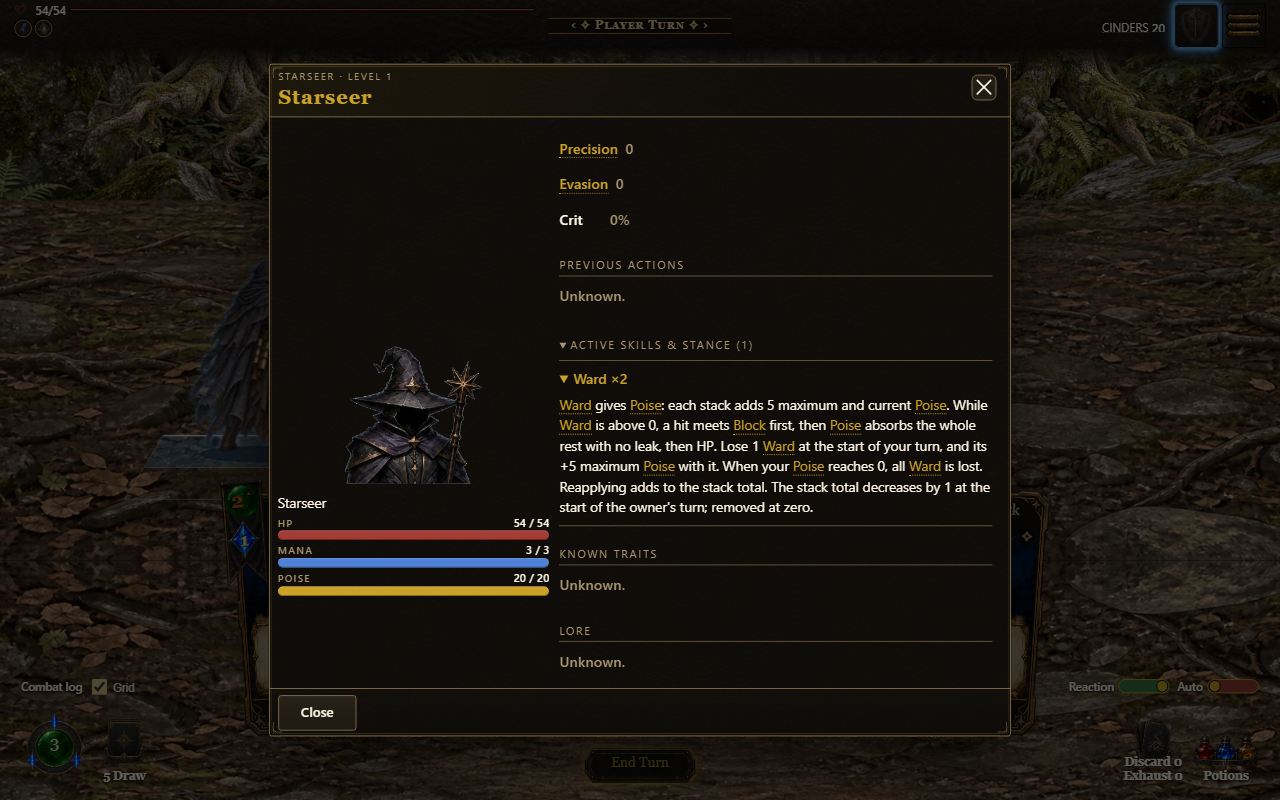 54/54
‹ ✧ PLAYER TURN ✧ ›
CINDERS 20
STARSEER · LEVEL 1
Starseer
Precision 0
Evasion 0
Crit 0%
PREVIOUS ACTIONS
Unknown.
▾ ACTIVE SKILLS & STANCE (1)
▼ Ward ×2
Ward gives Poise: each stack adds 5 maximum and current Poise. While
Ward is above 0, a hit meets Block first, then Poise absorbs the whole
rest with no leak, then HP. Lose 1 Ward at the start of your turn, and its
+5 maximum Poise with it. When your Poise reaches 0, all Ward is lost.
Reapplying adds to the stack total. The stack total decreases by 1 at the
start of the owner's turn; removed at zero.
Starseer
HP 54 / 54
MANA 3 / 3
POISE 20 / 20
KNOWN TRAITS
Unknown.
LORE
Unknown.
2
1
Combat log Grid
Reaction Auto
Close
3
5 Draw
End Turn
Discard 0
Exhaust 0
Potions